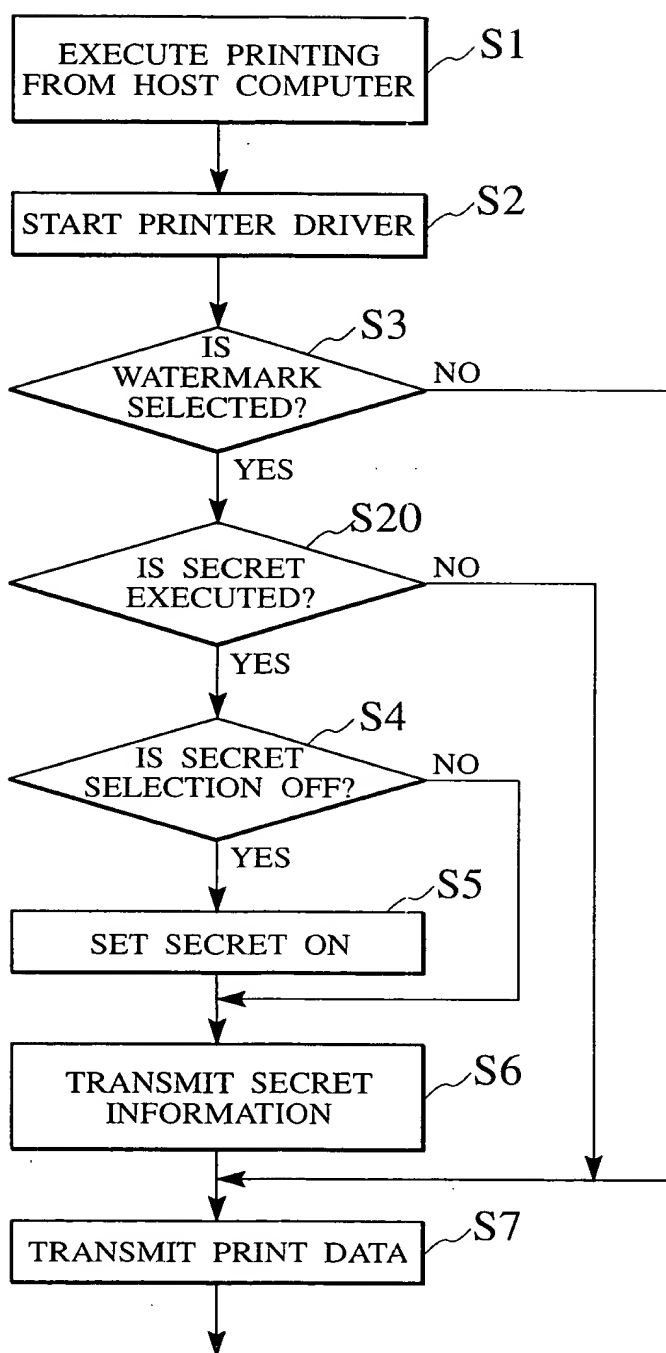 EXECUTE PRINTING
FROM HOST COMPUTER
S1
START PRINTER DRIVER
S2
S3
IS
WATERMARK
SELECTED?
NO
YES
S20
IS SECRET
EXECUTED?
NO
YES
S4
IS SECRET
SELECTION OFF?
NO
YES
S5
SET SECRET ON
TRANSMIT SECRET
INFORMATION
S6
TRANSMIT PRINT DATA
S7